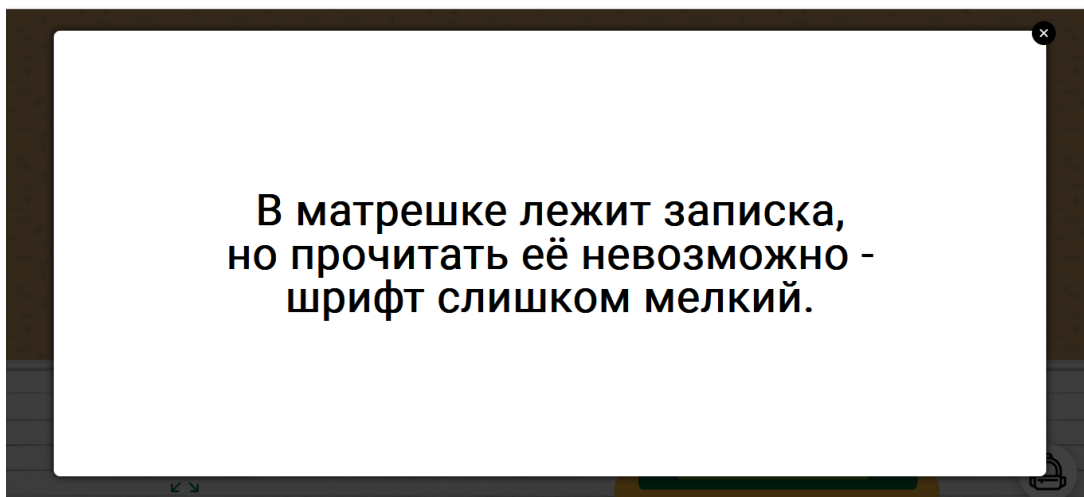 В матрешке лежит записка,
но прочитать её невозможно -
шрифт слишком мелкий.